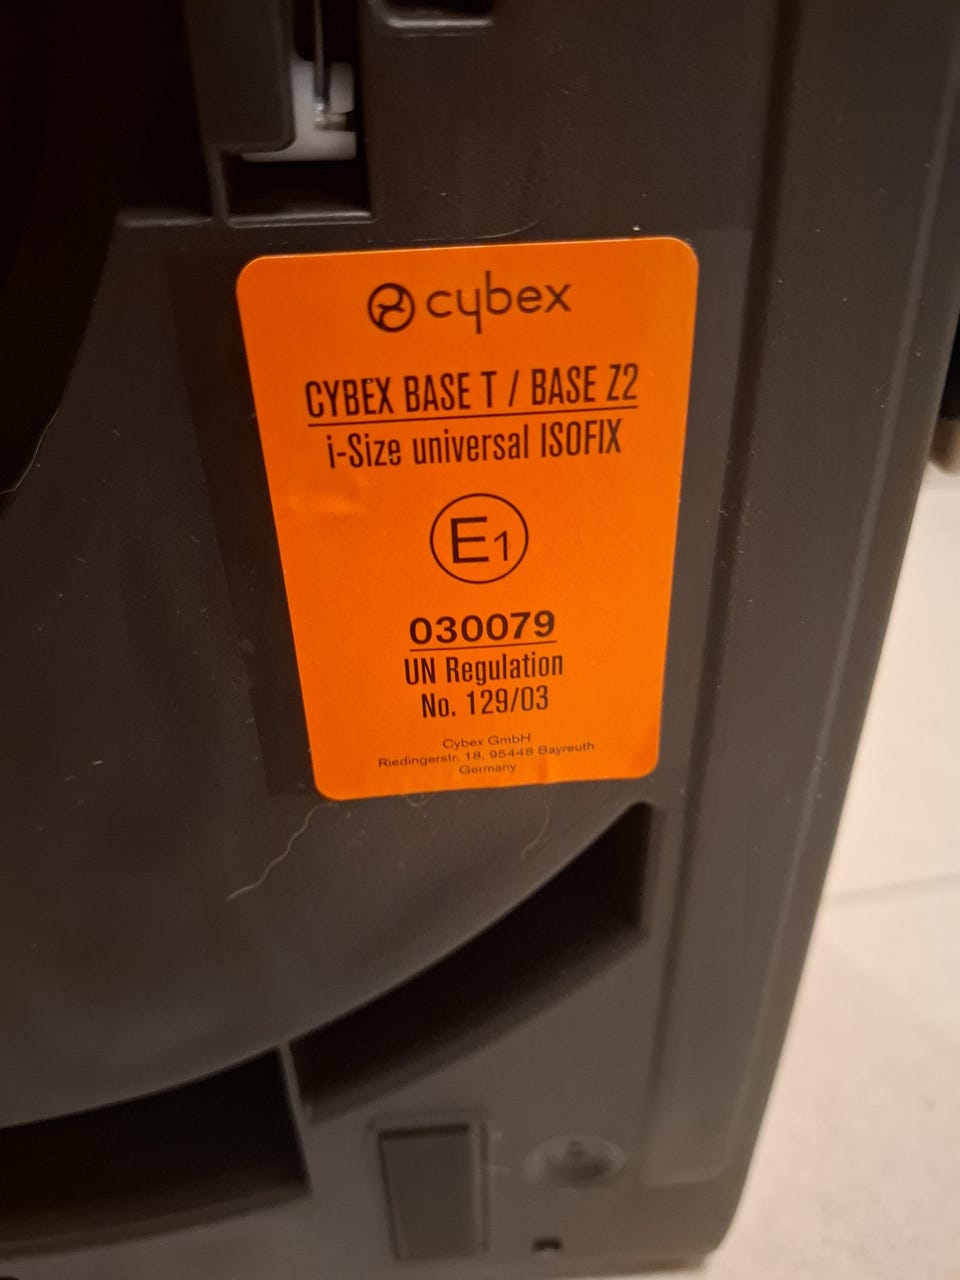 cybex
CYBEX BASE T / BASE Z2
i-Size universal ISOFIX
E1
030079
UN Regulation
No. 129/03
Cybex GmbH
Riedingerstr. 18, 95448 Bayreuth
Germany